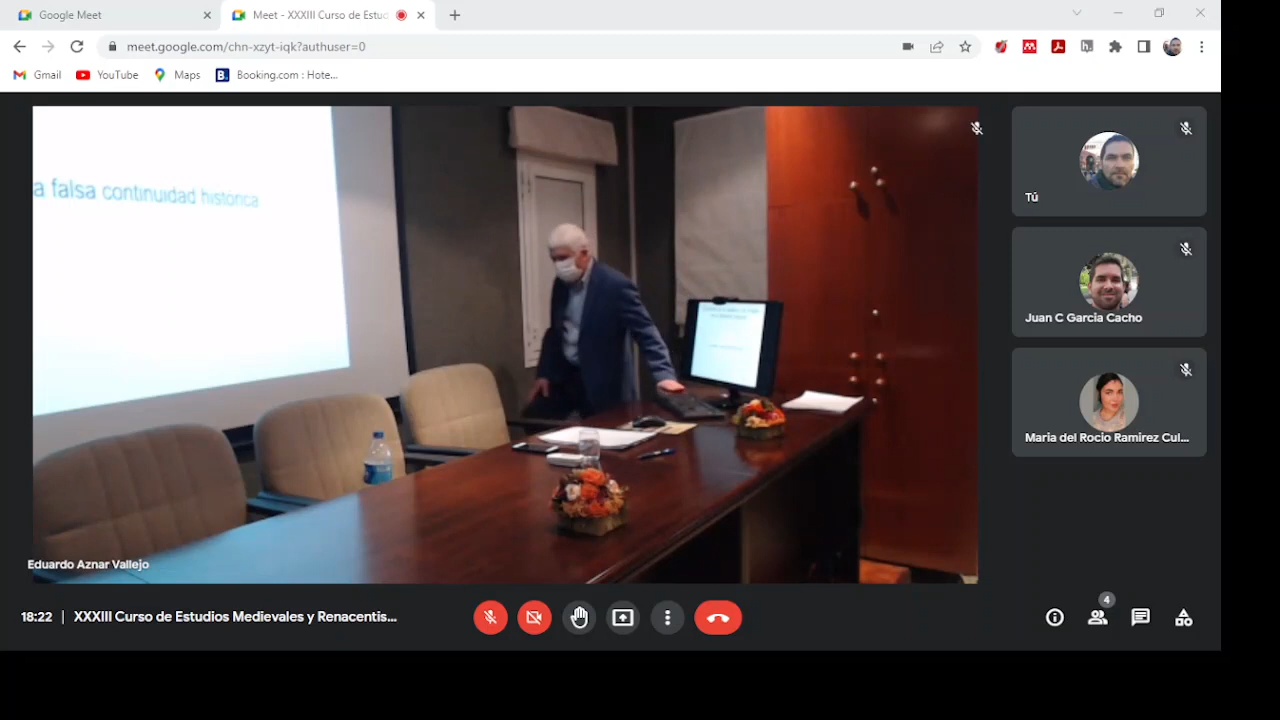 Google Meet
Meet - XXXIII Curso de Estud
meet.google.com/chn-xzyt-iqk?authuser=0
Gmail
YouTube
Maps
B.
Booking.com : Hote...
a falsa continuidad histórica
Tú
Juan C Garcia Cacho
Maria del Rocio Ramirez Cul...
Eduardo Aznar Vallejo
18:22 | XXXIII Curso de Estudios Medievales y Renacentis...
4